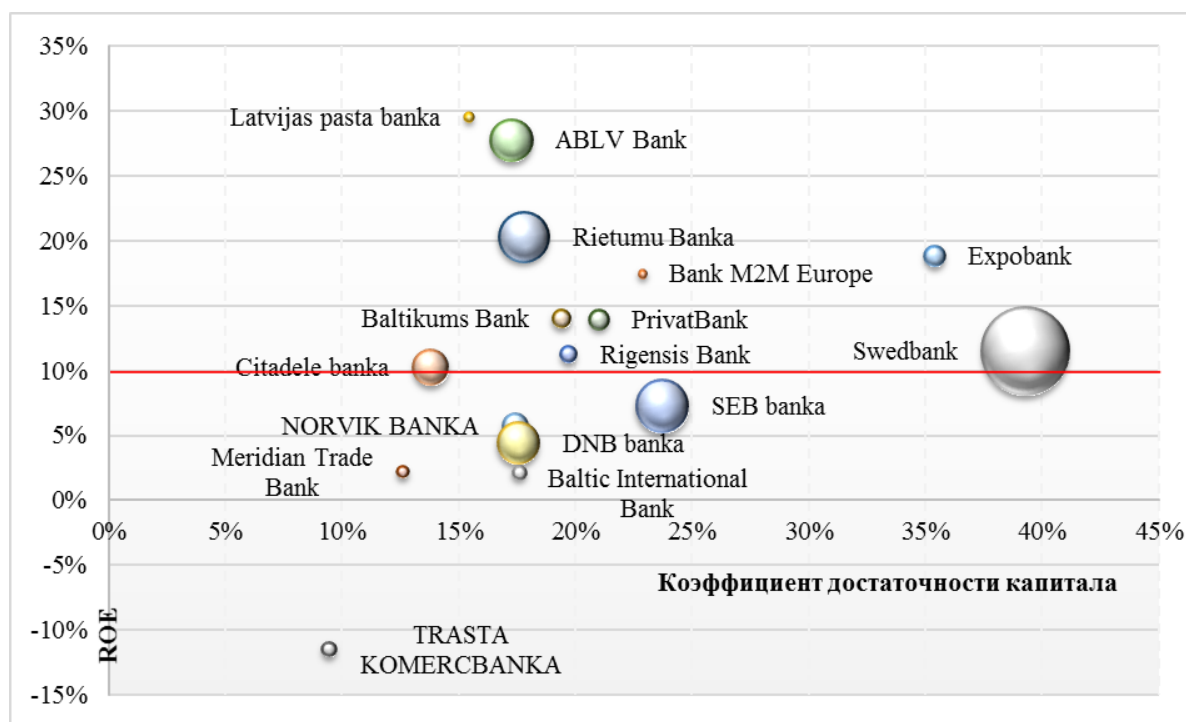 35%
30%
Latvijas pasta banka
ABLV Bank
25%
20%
Rietumu Banka
Expobank
Bank M2M Europe
15%
Baltikums Bank
PrivatBank
Rigensis Bank
Swedbank
10%
Citadele banka
SEB banka
5%
NORVIK BANKA
DNB banka
Meridian Trade
Bank
Baltic International
Bank
0%
0% 5% 10% 15% 20% 25% 30% 35% 40% 45%
-5%
Коэффициент достаточности капитала
ROE
-10%
TRASTA
KOMERCBANKA
-15%